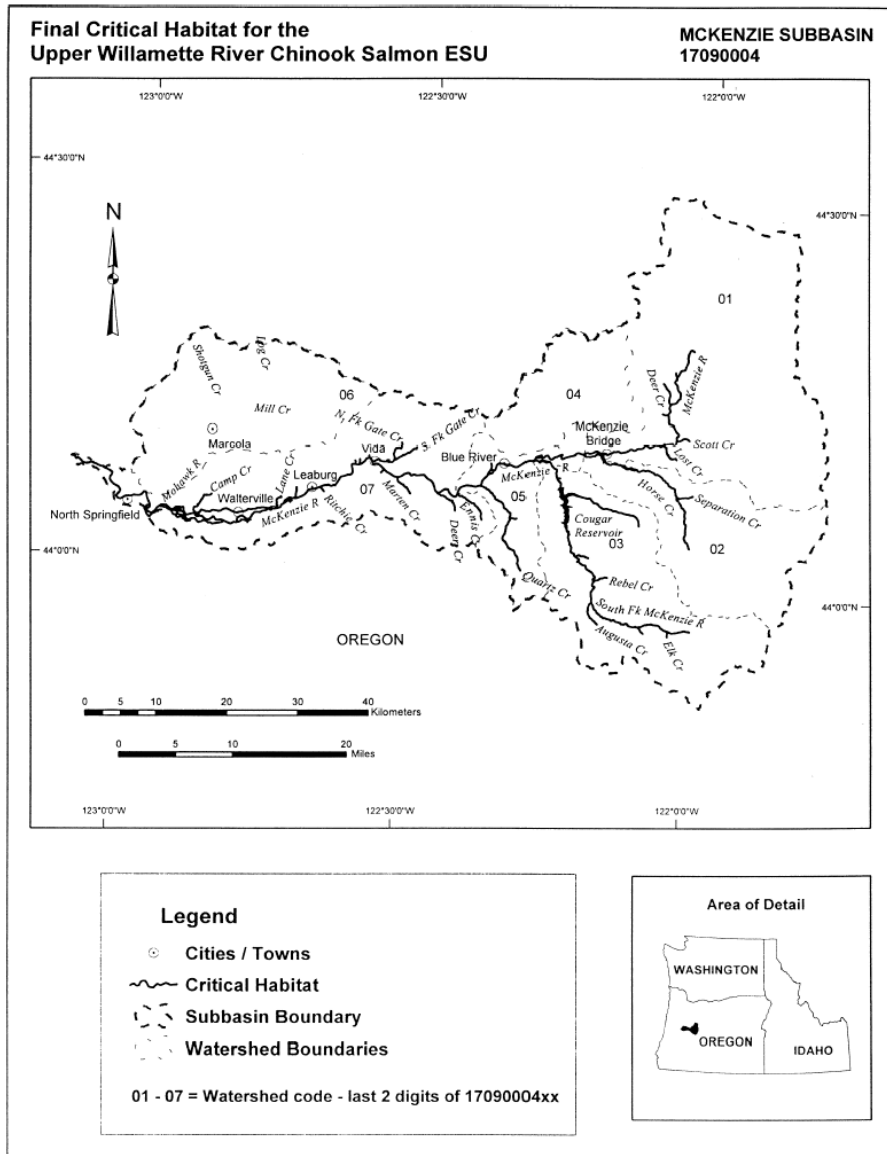 Final Critical Habitat for the
Upper Willamette River Chinook Salmon ESU
MCKENZIE SUBBASIN
17090004
123°0'0"W
122°30'0"W
122°0'0"W
44°30'0"N
44°30'0"N
N
01
Shotgun Cr
Log Cr
06
04
Deer Cr
McKenzie R
Mill Cr
N. Fk Gate Cr
S. Fk Gate Cr
McKenzie
Bridge
Marcola
Vida
Blue River
Scott Cr
Mohawk R
Camp Cr
Lane Cr
Leaburg
McKenzie R
Lost Cr
Walterville
07
05
Horse Cr
Separation Cr
North Springfield
McKenzie R
Ritchie Cr
Marten Cr
Ennis Cr
Deer Cr
Cougar
Reservoir
03
02
44°0'0"N
Quartz Cr
Rebel Cr
44°0'0"N
South Fk McKenzie R
Augusta Cr
Elk Cr
OREGON
0 5 10 20 30 40
Kilometers
0 5 10 20
Miles
123°0'0"W
122°30'0"W
122°0'0"W
Legend
Cities / Towns
Critical Habitat
Subbasin Boundary
Watershed Boundaries
01 - 07 = Watershed code - last 2 digits of 17090004xx
Area of Detail
WASHINGTON
OREGON
IDAHO